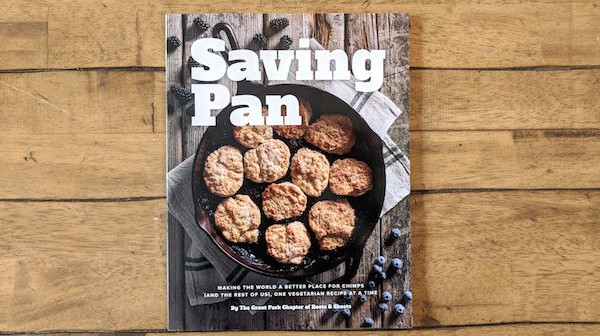 Saving
Pan
MAKING THE WORLD A BETTER PLACE FOR CHIMPS
(AND THE REST OF US), ONE VEGETARIAN RECIPE AT A TIME
By The Grant Park Chapter of Roots & Shoots